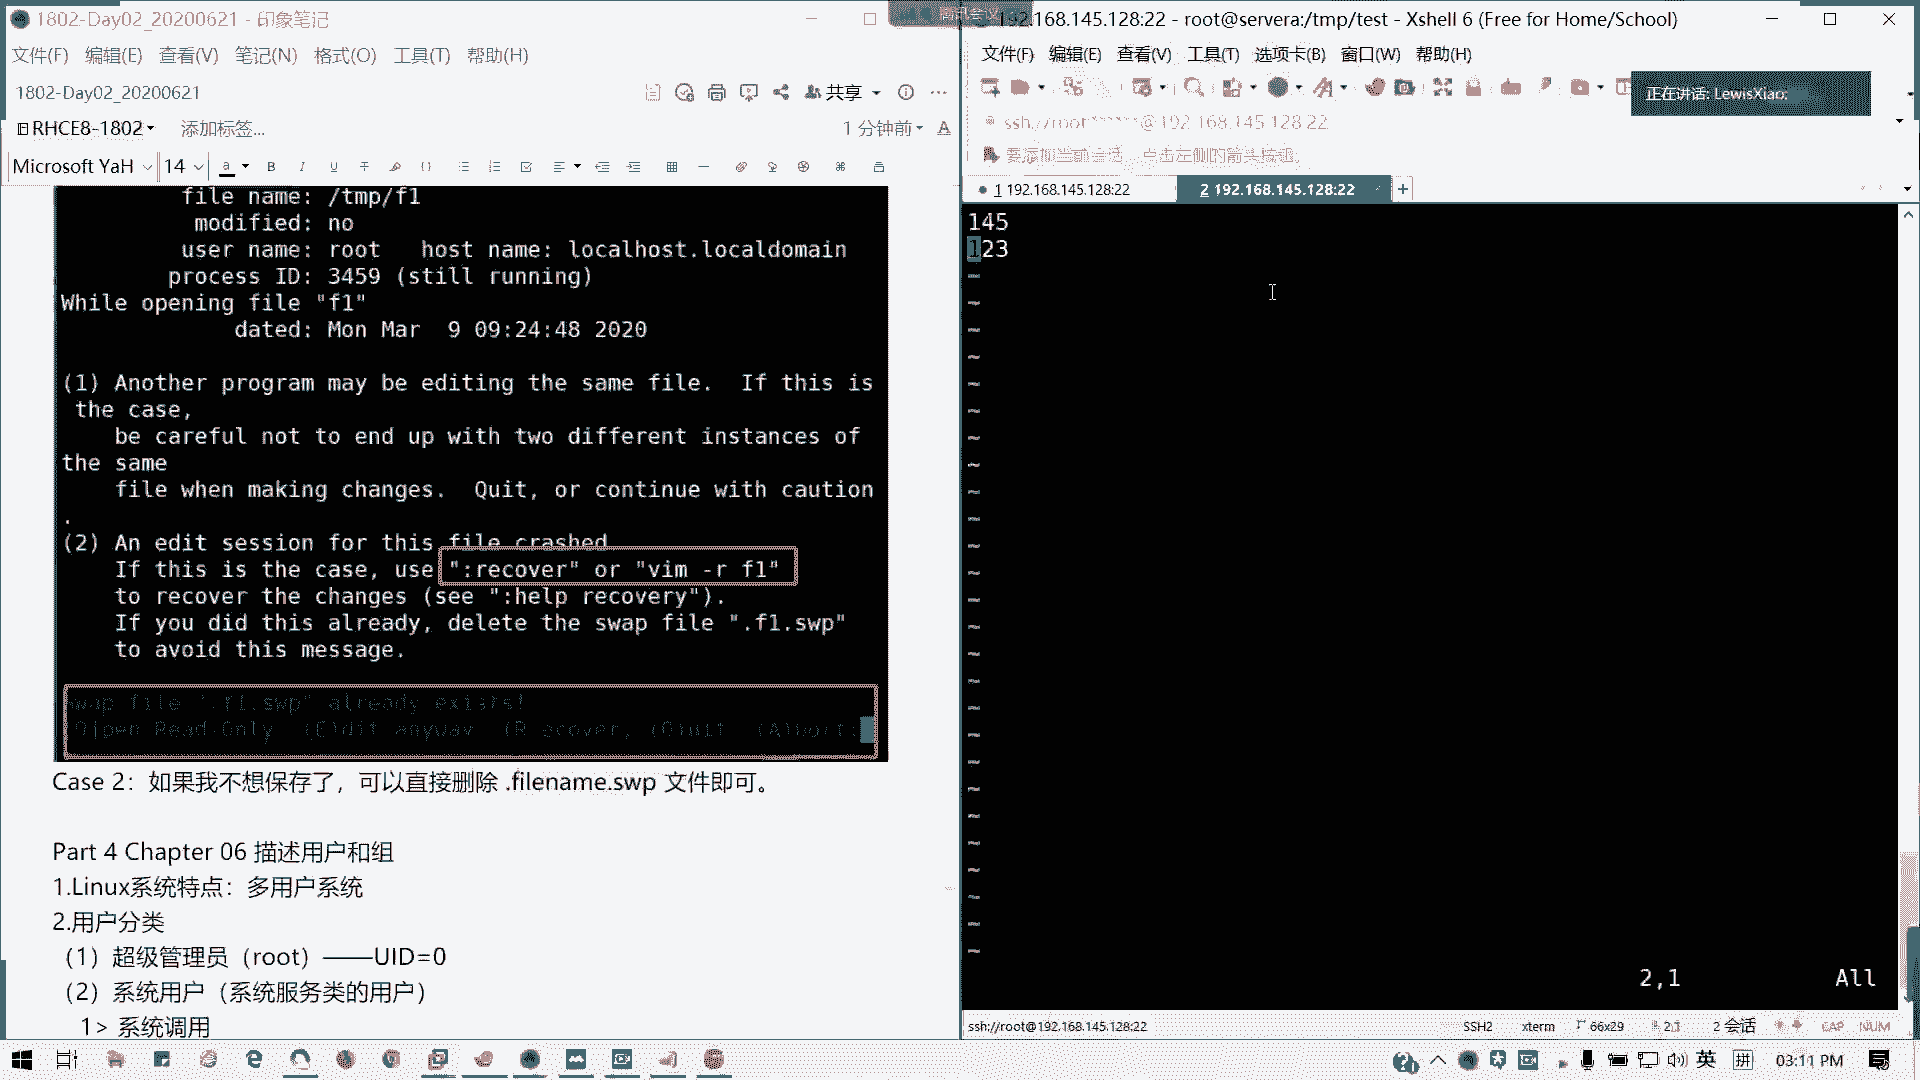 1802-Day02_20200621 - 印象笔记
文件(F) 编辑(E) 查看(V) 笔记(N) 格式(O) 工具(T) 帮助(H)
1802-Day02_20200621
共享
RHCE8-1802 添加标签...
1 分钟前
Microsoft YaH 14
file name: /tmp/f1
modified: no
user name: root host name: localhost.localdomain
process ID: 3459 (still running)
While opening file "f1"
dated: Mon Mar 9 09:24:48 2020
(1) Another program may be editing the same file. If this is
the case,
be careful not to end up with two different instances of
the same
file when making changes. Quit, or continue with caution
.
(2) An edit session for this file crashed
If this is the case, use ":recover" or "vim -r f1"
to recover the changes (see ":help recovery").
If you did this already, delete the swap file ".f1.swp"
to avoid this message.
swap file ".f1.swp" already exists!
(O)pen Read-Only (E)dit anyway (R)ecover, (Q)uit (A)bort:
Case 2：如果我不想保存了，可以直接删除 .filename.swp 文件即可。
Part 4 Chapter 06 描述用户和组
1.Linux系统特点：多用户系统
2.用户分类
（1）超级管理员（root）——UID=0
（2）系统用户（系统服务类的用户）
1> 系统调用
腾讯会议
192.168.145.128:22 - root@servera:/tmp/test - Xshell 6 (Free for Home/School)
文件(F) 编辑(E) 查看(V) 工具(T) 选项卡(B) 窗口(W) 帮助(H)
正在讲话: LewisXiao;
ssh://root:******@192.168.145.128:22
要添加当前会话，点击左侧的箭头按钮。
1 192.168.145.128:22
2 192.168.145.128:22
145
123
2,1 All
ssh://root@192.168.145.128:22 SSH2 xterm 66x29 2,1 2 会话 CAP NUM
英 拼 03:11 PM